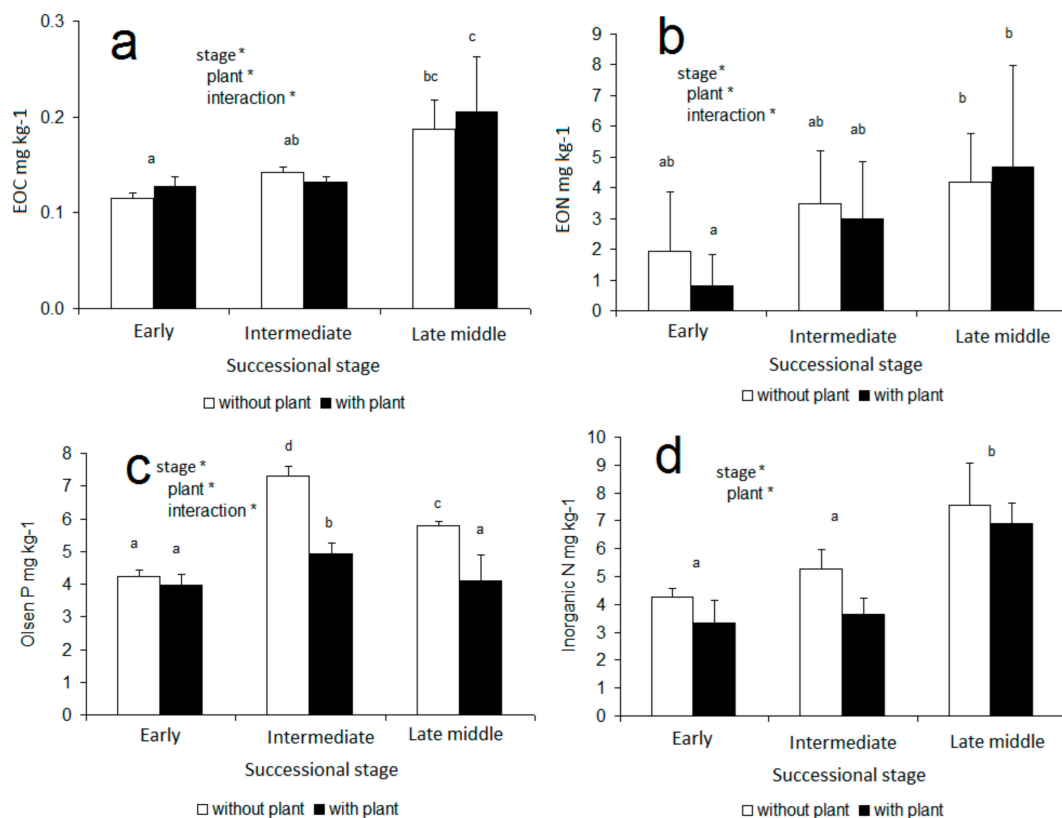 a
stage *
plant *
interaction *
EOC mg kg-1
0.3
0.2
0.1
0.0
a
ab
bc
c
Early
Intermediate
Late middle
Successional stage
without plant
with plant
b
stage *
plant *
interaction *
EON mg kg-1
9
8
7
6
5
4
3
2
1
0
ab
a
ab
ab
b
b
Early
Intermediate
Late middle
Successional stage
without plant
with plant
c
stage *
plant *
interaction *
Olsen P mg kg-1
8
7
6
5
4
3
2
1
0
a
a
d
b
c
a
Early
Intermediate
Late middle
Successional stage
without plant
with plant
d
stage *
plant *
Inorganic N mg kg-1
10
9
8
7
6
5
4
3
2
1
0
a
a
b
Early
Intermediate
Late middle
Successional stage
without plant
with plant